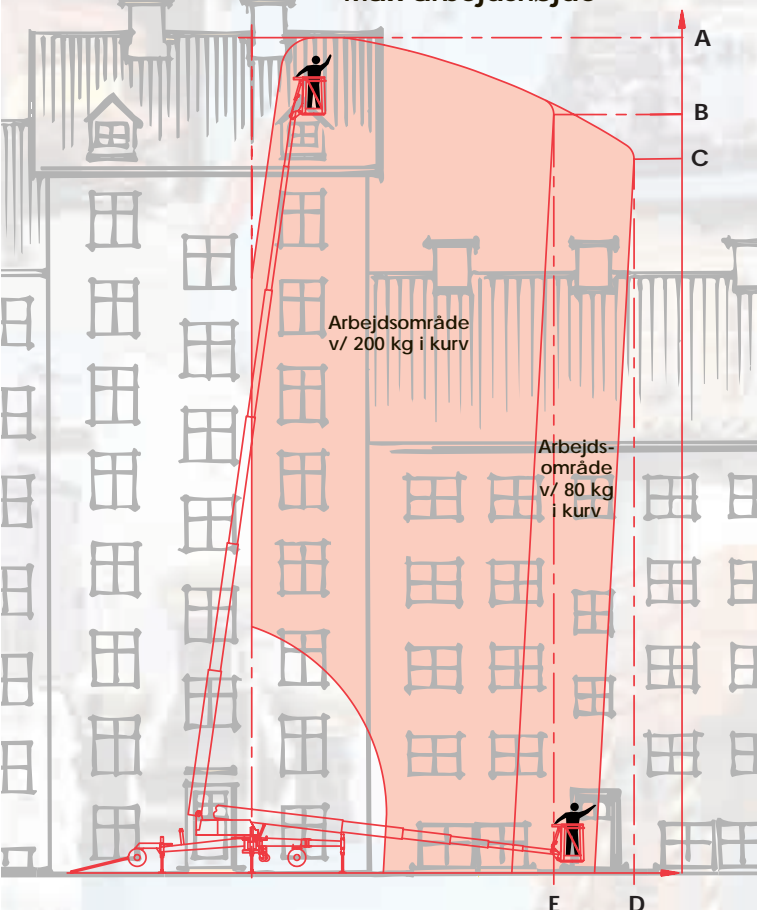 A
B
C
Arbejdsområde
v/ 200 kg i kurv
Arbejds-
område
v/ 80 kg
i kurv
D